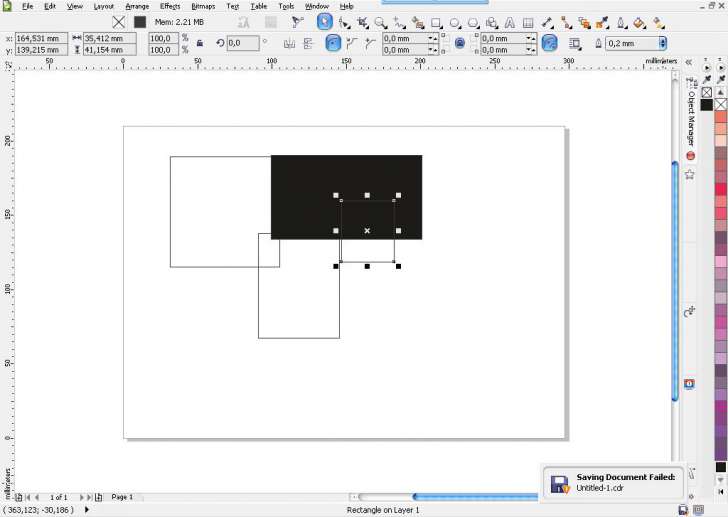 File Edit View Layout Arrange Effects Bitmaps Text Table Tools Window Help
Mem: 2.21 MB
x: 164,531 mm 35,412 mm 100,0 % 0,0 0,0 mm 0,0 mm 0,2 mm
y: 139,215 mm 41,154 mm 100,0 % 0,0 mm 0,0 mm
50 0 50 100 150 200 250 300 millimeters
Object Manager
200
150
100
50
0
millimeters
Saving Document Failed:
Untitled-1.cdr
1 of 1 Page 1
( 363,123; -30,186 ) Rectangle on Layer 1